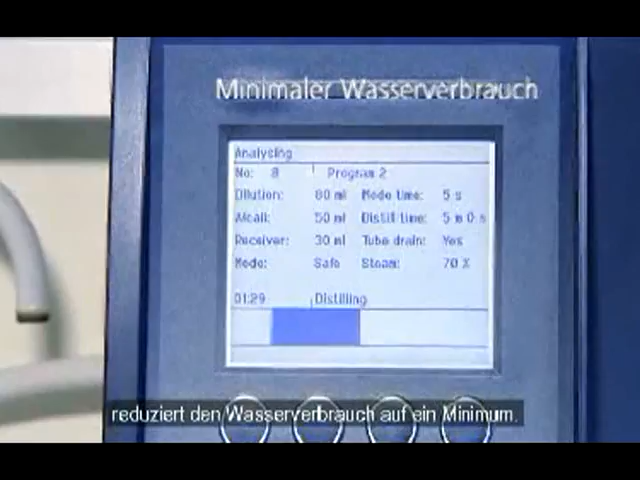 Minimaler Wasserverbrauch
Analysing
No: 8 Program 2
Dilution: 80 ml Mode time: 5 s
Alcali: 50 ml Distil time: 5 m 0 s
Receiver: 30 ml Tube drain: Yes
Mode: Safe Steam: 70 %
01:29 Distilling
reduziert den Wasserverbrauch auf ein Minimum.